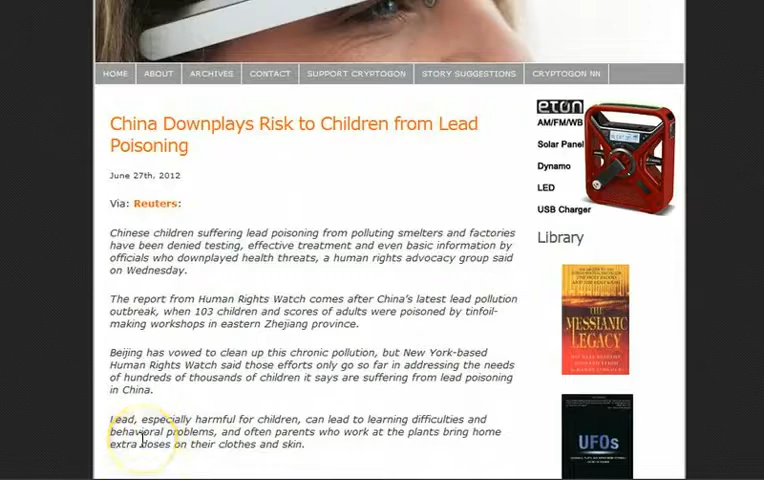 HOME
ABOUT
ARCHIVES
CONTACT
SUPPORT CRYPTOGON
STORY SUGGESTIONS
CRYPTOGON NN
China Downplays Risk to Children from Lead
Poisoning
June 27th, 2012
Via: Reuters:
Chinese children suffering lead poisoning from polluting smelters and factories
have been denied testing, effective treatment and even basic information by
officials who downplayed health threats, a human rights advocacy group said
on Wednesday.
The report from Human Rights Watch comes after China's latest lead pollution
outbreak, when 103 children and scores of adults were poisoned by tinfoil-
making workshops in eastern Zhejiang province.
Beijing has vowed to clean up this chronic pollution, but New York-based
Human Rights Watch said those efforts only go so far in addressing the needs
of hundreds of thousands of children it says are suffering from lead poisoning
in China.
Lead, especially harmful for children, can lead to learning difficulties and
behavioral problems, and often parents who work at the plants bring home
extra doses on their clothes and skin.
etón
AM/FM/WB
Solar Panel
Dynamo
LED
USB Charger
Library
THE
MESSIANIC
LEGACY
UFOs